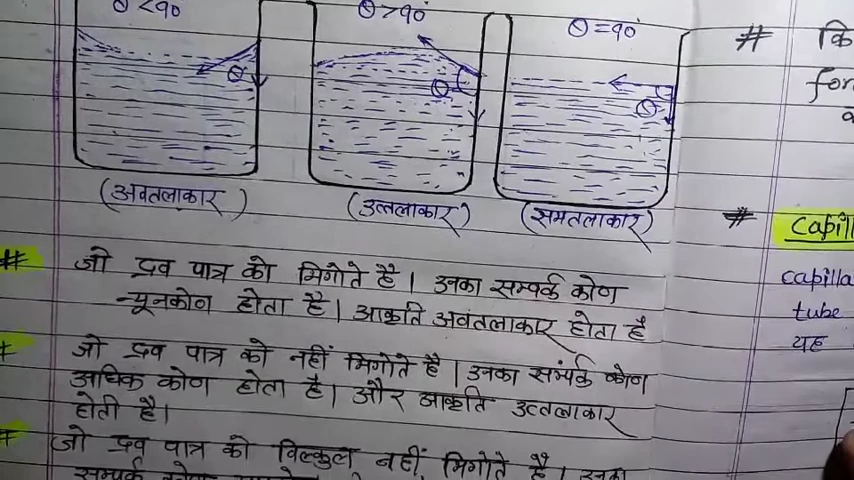 θ < 90
θ > 90°
θ = 90°
θ
θ
θ
(अवतलाकार)
(उत्तलाकार)
(समतलाकार)
# जो द्रव पात्र को भिगोते है। उनका सम्पर्क कोण
न्यूनकोण होता है। आकृति अवतलाकार होता है
# जो द्रव पात्र को नहीं भिगोते है। उनका संम्पर्क कोण
अधिक कोण होता है। और आकृति उत्तलाकार
होती है।
# जो द्रव पात्र को विल्कुल नहीं भिगोते है। उनका
सम्पर्क कोण
# कि
for
# capill
capilla
tube
यह